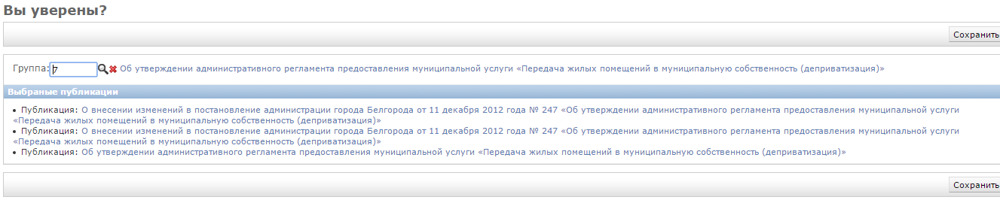 Вы уверены?
Сохранить
Группа: 7 Об утверждении административного регламента предоставления муниципальной услуги «Передача жилых помещений в муниципальную собственность (деприватизация)»
Выбраные публикации
• Публикация: О внесении изменений в постановление администрации города Белгорода от 11 декабря 2012 года № 247 «Об утверждении административного регламента предоставления муниципальной услуги
«Передача жилых помещений в муниципальную собственность (деприватизация)»
• Публикация: О внесении изменений в постановление администрации города Белгорода от 11 декабря 2012 года № 247 «Об утверждении административного регламента предоставления муниципальной услуги
«Передача жилых помещений в муниципальную собственность (деприватизация)»
• Публикация: Об утверждении административного регламента предоставления муниципальной услуги «Передача жилых помещений в муниципальную собственность (деприватизация)»
Сохранить